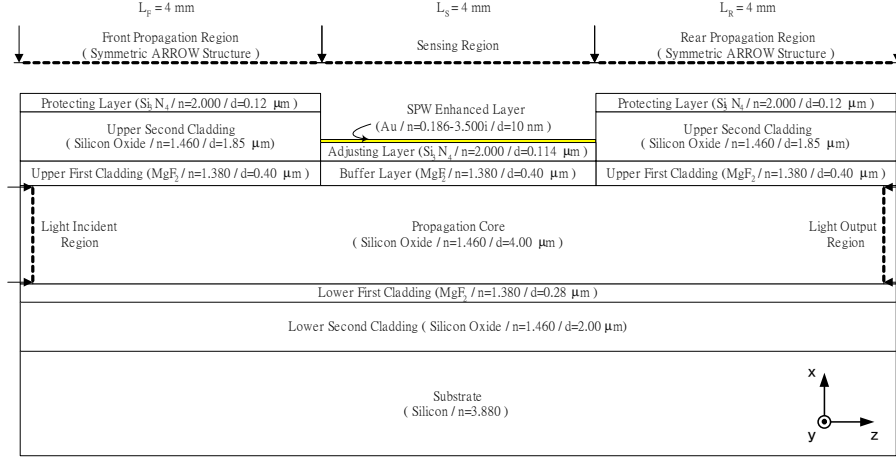 L_F = 4 mm
L_S = 4 mm
L_R = 4 mm
Front Propagation Region
( Symmetric ARROW Structure )
Sensing Region
Rear Propagation Region
( Symmetric ARROW Structure )
Protecting Layer (Si₃N₄ / n=2.000 / d=0.12 μm )
SPW Enhanced Layer
(Au / n=0.186-3.500i / d=10 nm )
Protecting Layer (Si₃N₄ / n=2.000 / d=0.12 μm )
Upper Second Cladding
( Silicon Oxide / n=1.460 / d=1.85 μm)
Adjusting Layer (Si₃N₄ / n=2.000 / d=0.114 μm )
Upper Second Cladding
( Silicon Oxide / n=1.460 / d=1.85 μm)
Upper First Cladding (MgF₂ / n=1.380 / d=0.40 μm )
Buffer Layer (MgF₂ / n=1.380 / d=0.40 μm )
Upper First Cladding (MgF₂ / n=1.380 / d=0.40 μm )
Light Incident
Region
Propagation Core
( Silicon Oxide / n=1.460 / d=4.00 μm )
Light Output
Region
Lower First Cladding (MgF₂ / n=1.380 / d=0.28 μm )
Lower Second Cladding ( Silicon Oxide / n=1.460 / d=2.00 μm)
Substrate
( Silicon / n=3.880 )
x
y
z